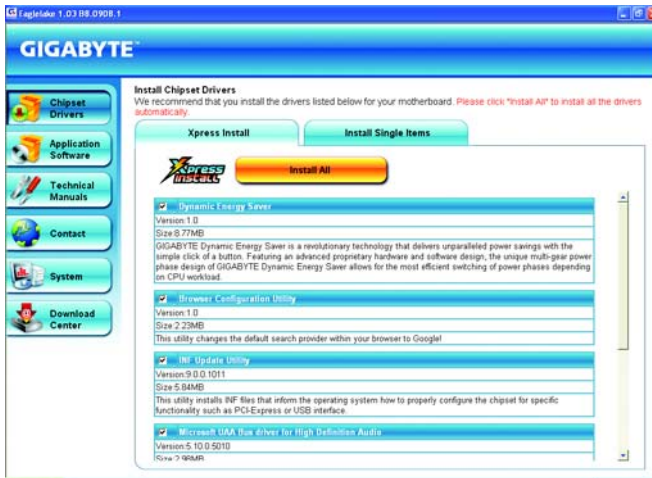 Eaglelake 1.03 B8.0908.1
GIGABYTE™
Chipset
Drivers
Application
Software
Technical
Manuals
Contact
System
Download
Center
Install Chipset Drivers
We recommend that you install the drivers listed below for your motherboard. Please click "Install All" to install all the drivers
automatically.
Xpress Install
Install Single Items
Xpress
INSTALL
Install All
Dynamic Energy Saver
Version:1.0
Size:8.77MB
GIGABYTE Dynamic Energy Saver is a revolutionary technology that delivers unparalleled power savings with the
simple click of a button. Featuring an advanced proprietary hardware and software design, the unique multi-gear power
phase design of GIGABYTE Dynamic Energy Saver allows for the most efficient switching of power phases depending
on CPU workload.
Browser Configuration Utility
Version:1.0
Size:2.23MB
This utility changes the default search provider within your browser to Google!
INF Update Utility
Version:9.0.0.1011
Size:5.84MB
This utility installs INF files that inform the operating system how to properly configure the chipset for specific
functionality such as PCI-Express or USB interface.
Microsoft UAA Bus driver for High Definition Audio
Version:5.10.0.5010
Size:2.98MB